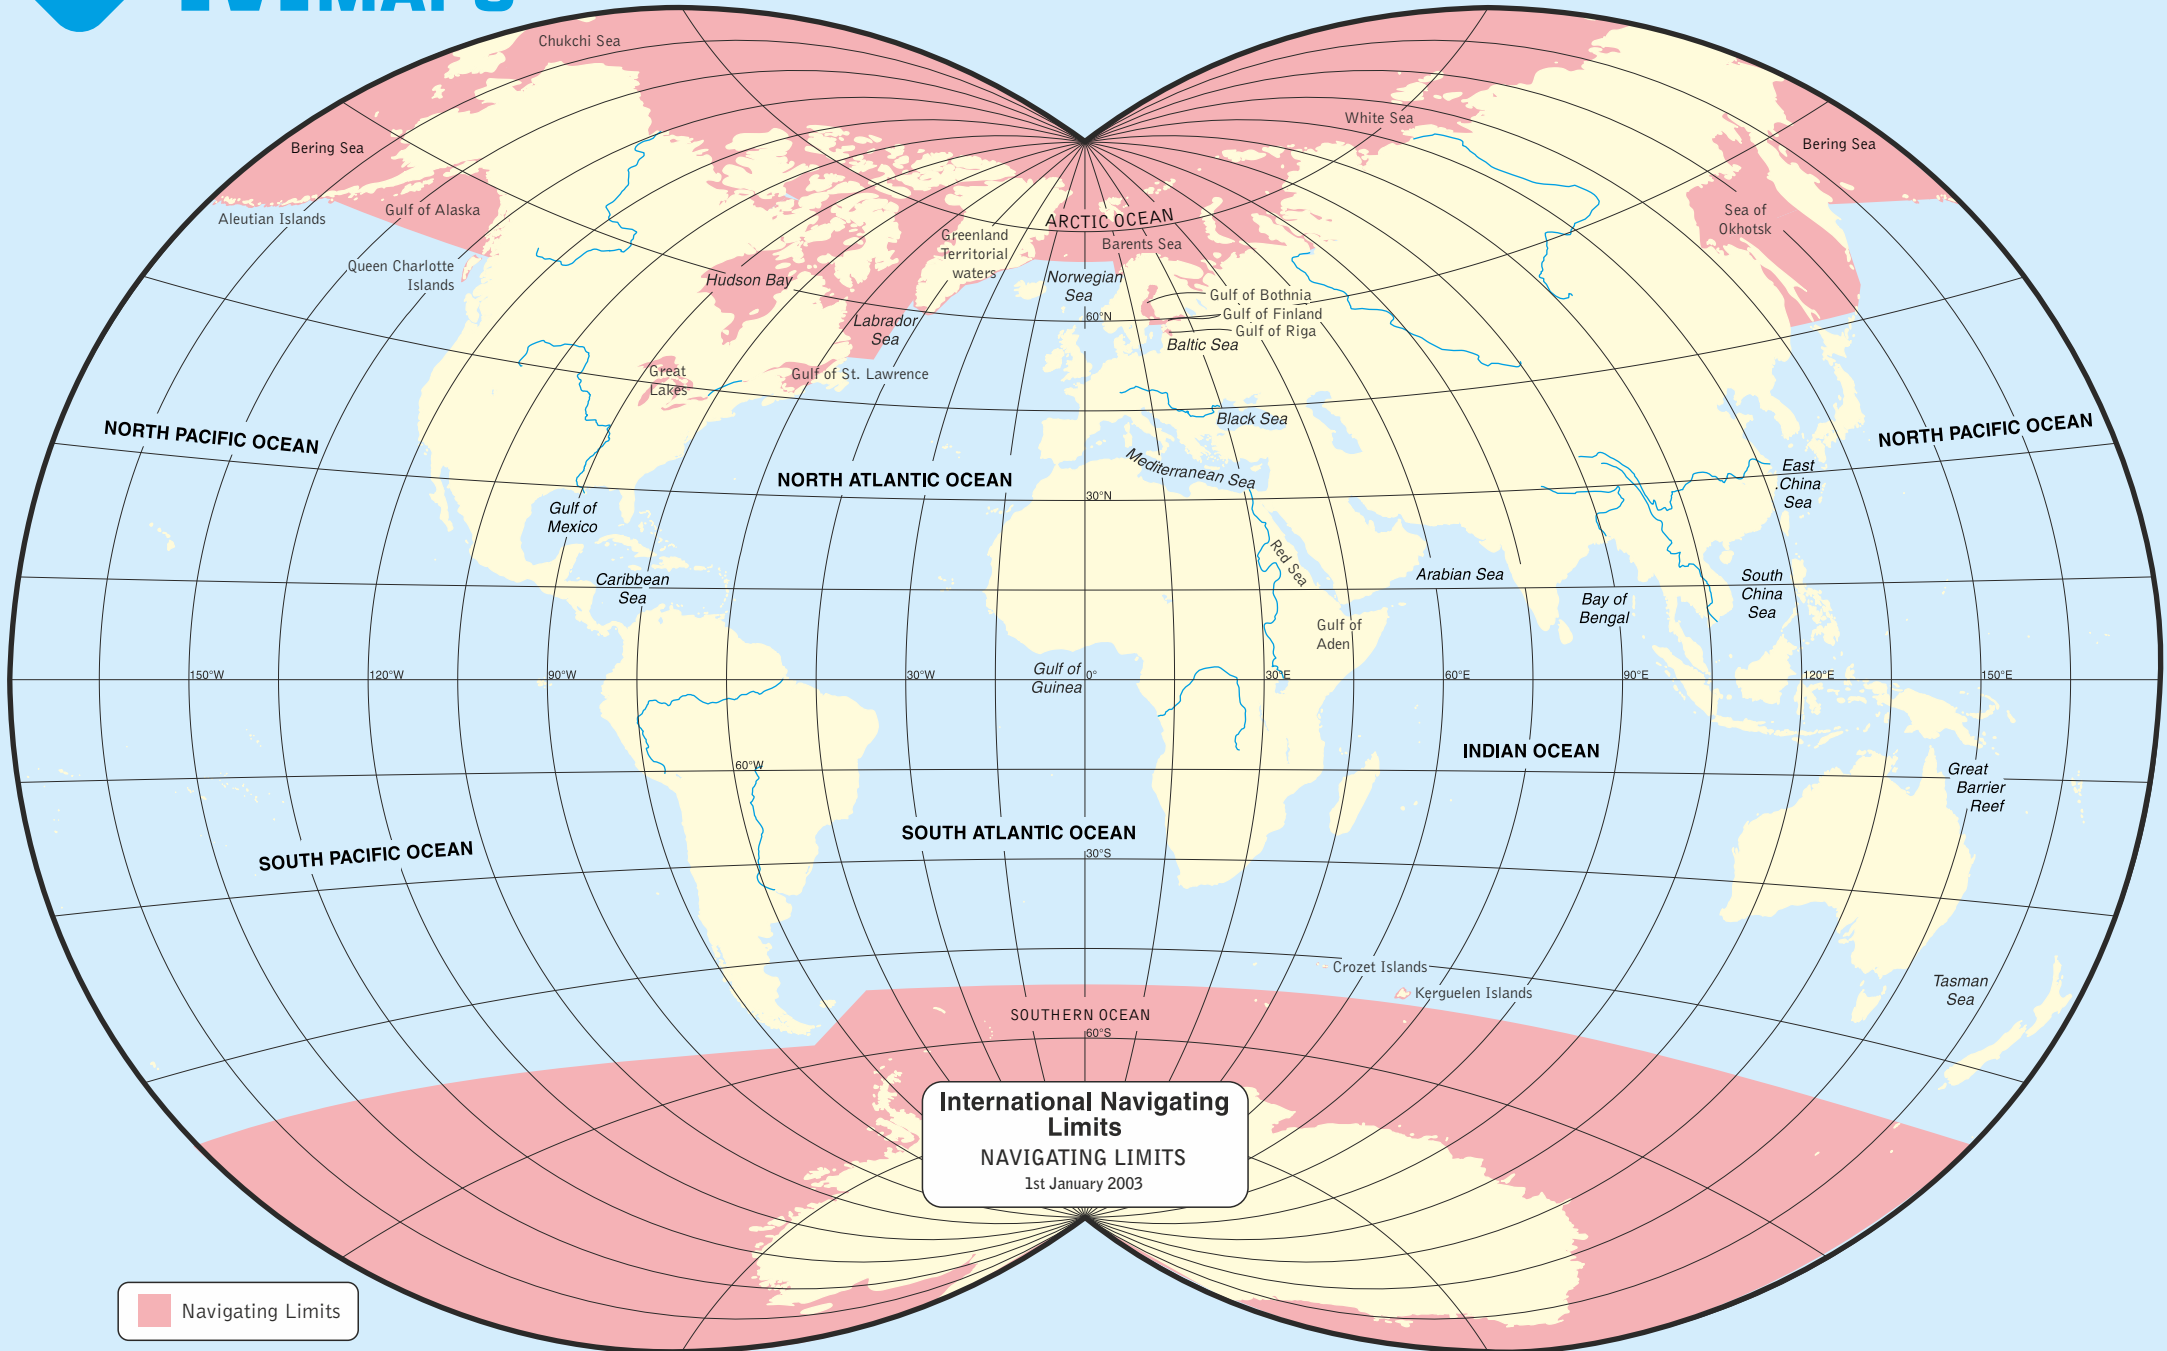 Chukchi Sea
White Sea
Bering Sea
Bering Sea
Aleutian Islands
Gulf of Alaska
Queen Charlotte
Islands
Hudson Bay
Greenland
Territorial
waters
ARCTIC OCEAN
Barents Sea
Norwegian
Sea
Sea of
Okhotsk
Gulf of Bothnia
Gulf of Finland
Gulf of Riga
Baltic Sea
60°N
Labrador
Sea
Great
Lakes
Gulf of St. Lawrence
Black Sea
NORTH PACIFIC OCEAN
NORTH ATLANTIC OCEAN
Mediterranean Sea
NORTH PACIFIC OCEAN
East
.China
Sea
30°N
Gulf of
Mexico
Red Sea
Caribbean
Sea
Arabian Sea
Bay of
Bengal
South
China
Sea
Gulf of
Aden
Gulf of
Guinea
150°W
120°W
90°W
30°W
0°
30°E
60°E
90°E
120°E
150°E
60°W
INDIAN OCEAN
Great
Barrier
Reef
SOUTH PACIFIC OCEAN
SOUTH ATLANTIC OCEAN
30°S
Crozet Islands
Kerguelen Islands
Tasman
Sea
SOUTHERN OCEAN
60°S
International Navigating
Limits
NAVIGATING LIMITS
1st January 2003
Navigating Limits